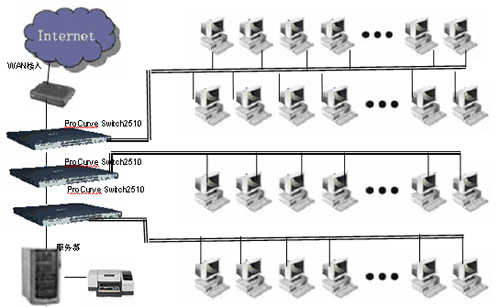 Internet
WAN接入
ProCurve Switch2510
ProCurve Switch2510
ProCurve Switch2510
服务器